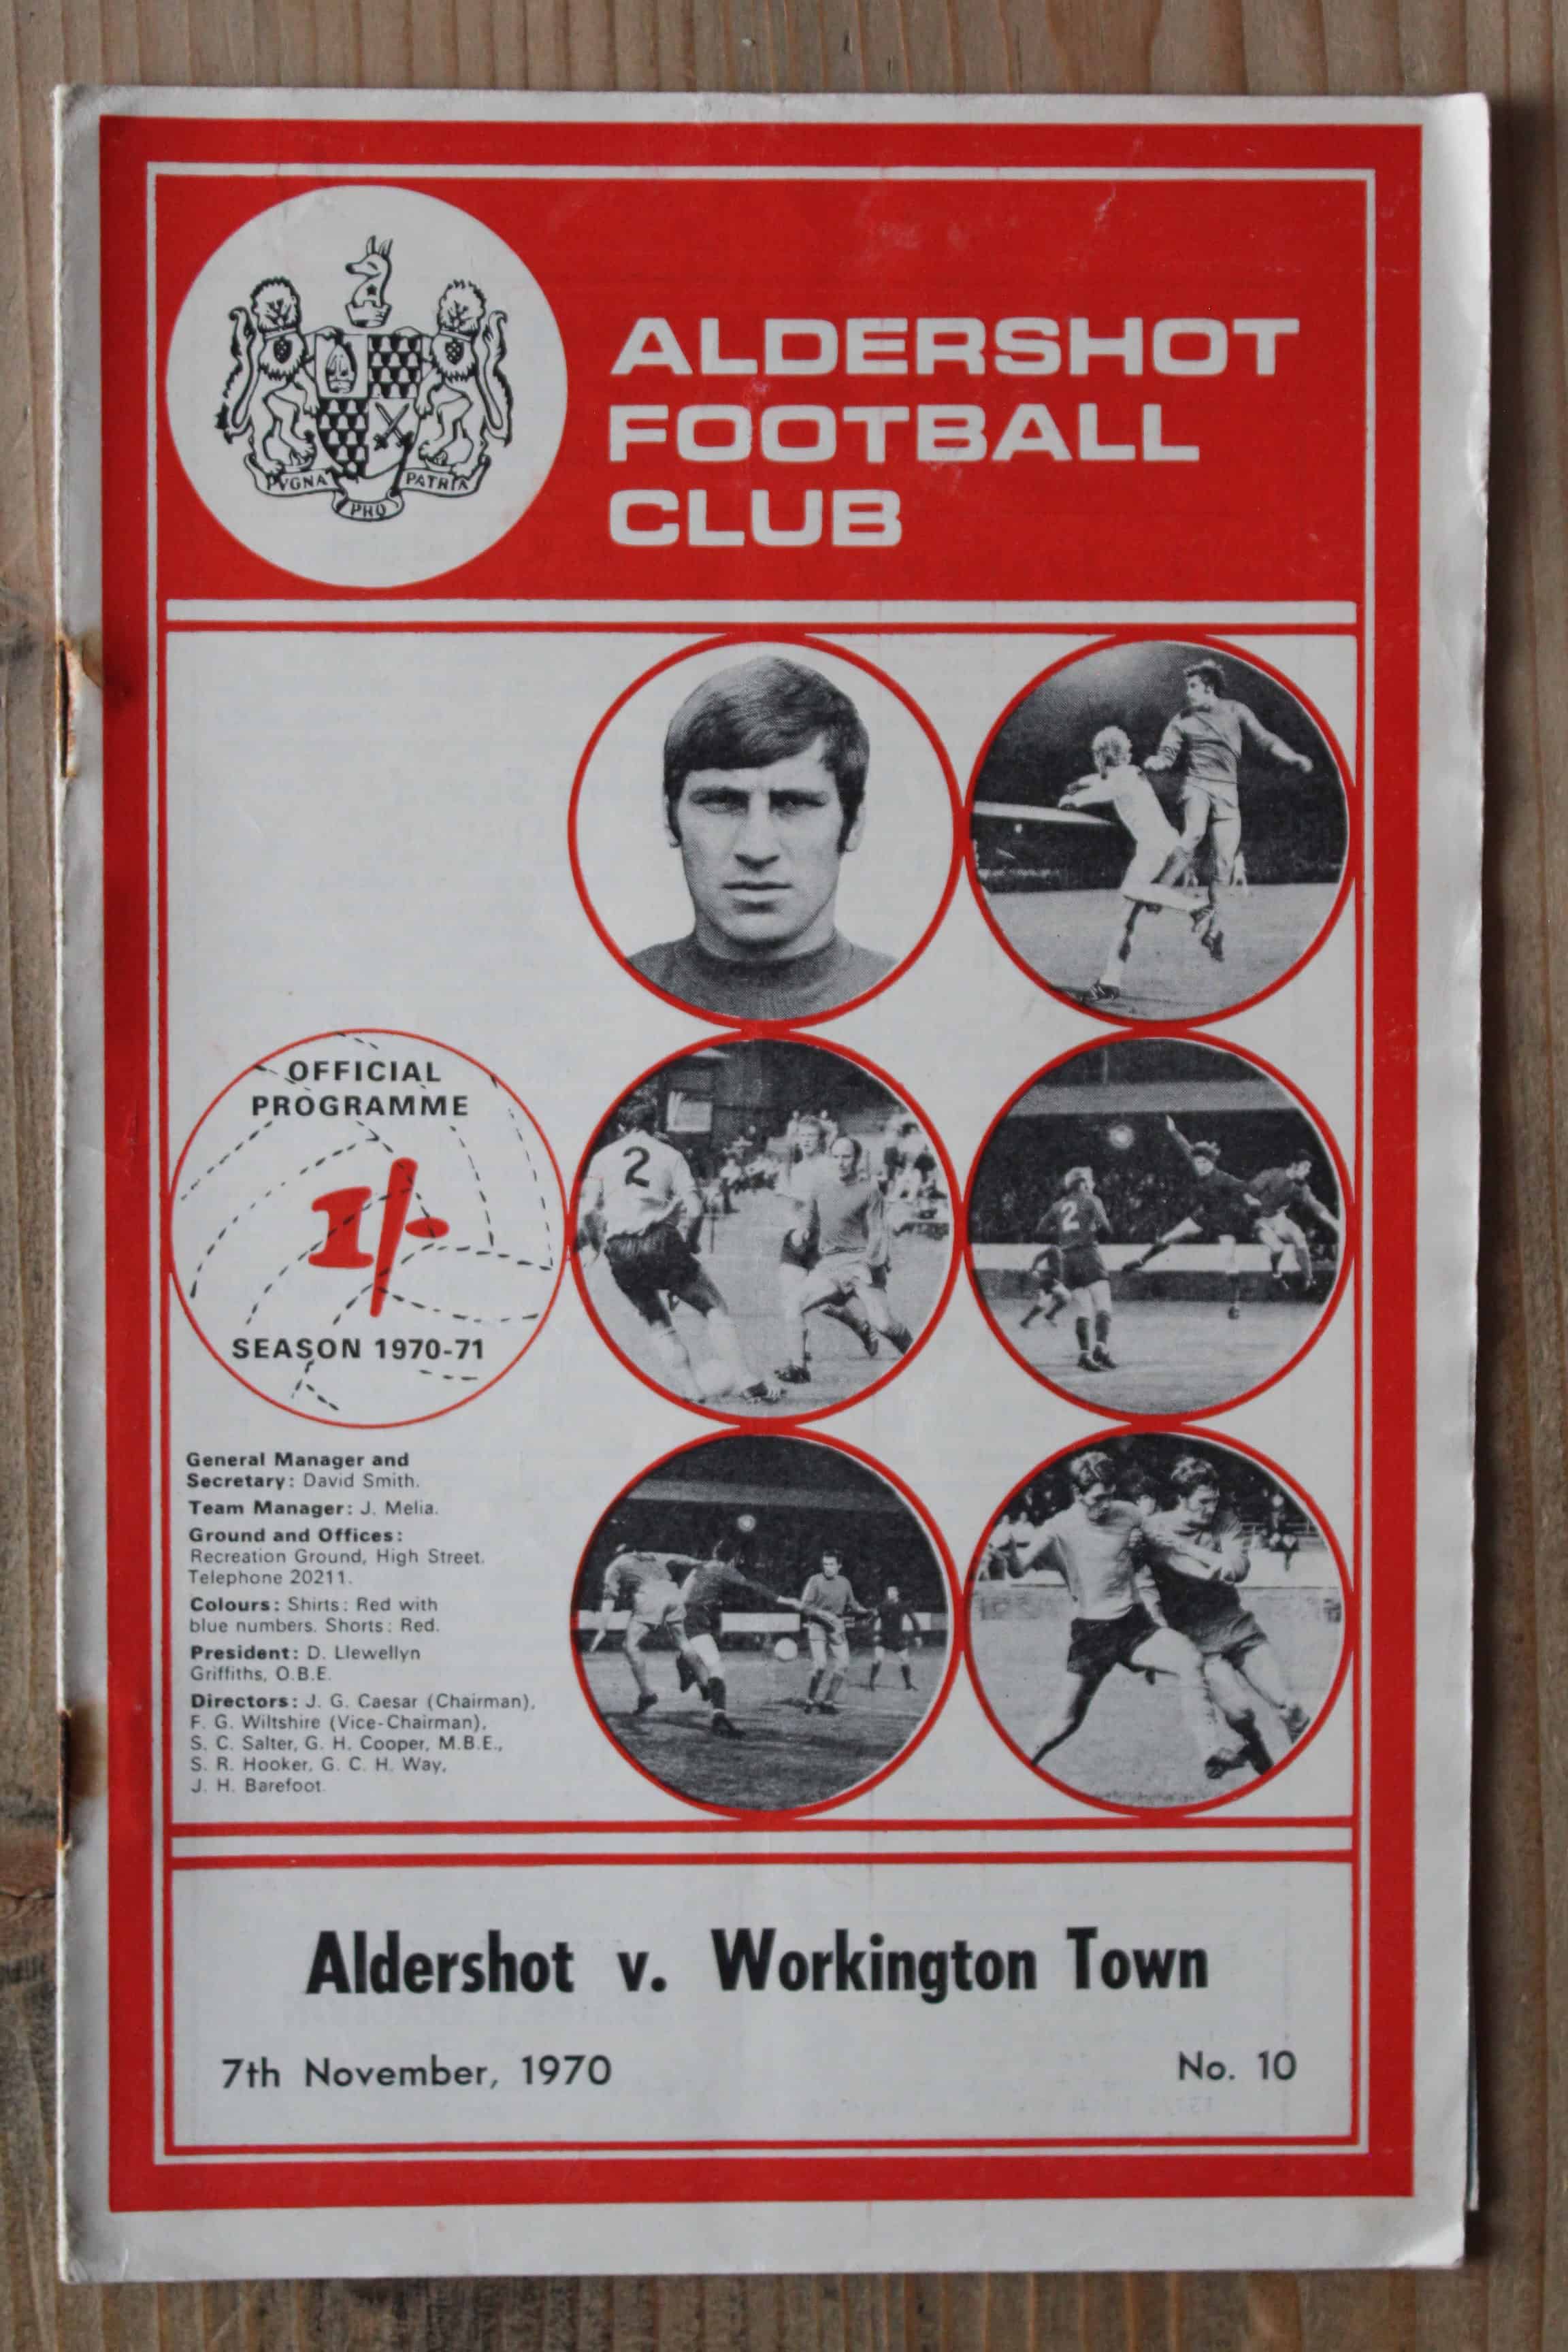 ALDERSHOT
FOOTBALL
CLUB
PVGNA PRO PATRIA
OFFICIAL
PROGRAMME
1/-
SEASON 1970-71
2
2
General Manager and
Secretary: David Smith.
Team Manager: J. Melia.
Ground and Offices:
Recreation Ground, High Street.
Telephone 20211.
Colours: Shirts: Red with
blue numbers. Shorts: Red.
President: D. Llewellyn
Griffiths, O.B.E.
Directors: J. G. Caesar (Chairman),
F. G. Wiltshire (Vice-Chairman),
S. C. Salter, G. H. Cooper, M.B.E.,
S. R. Hooker, G. C. H. Way,
J. H. Barefoot.
Aldershot v. Workington Town
7th November, 1970 No. 10